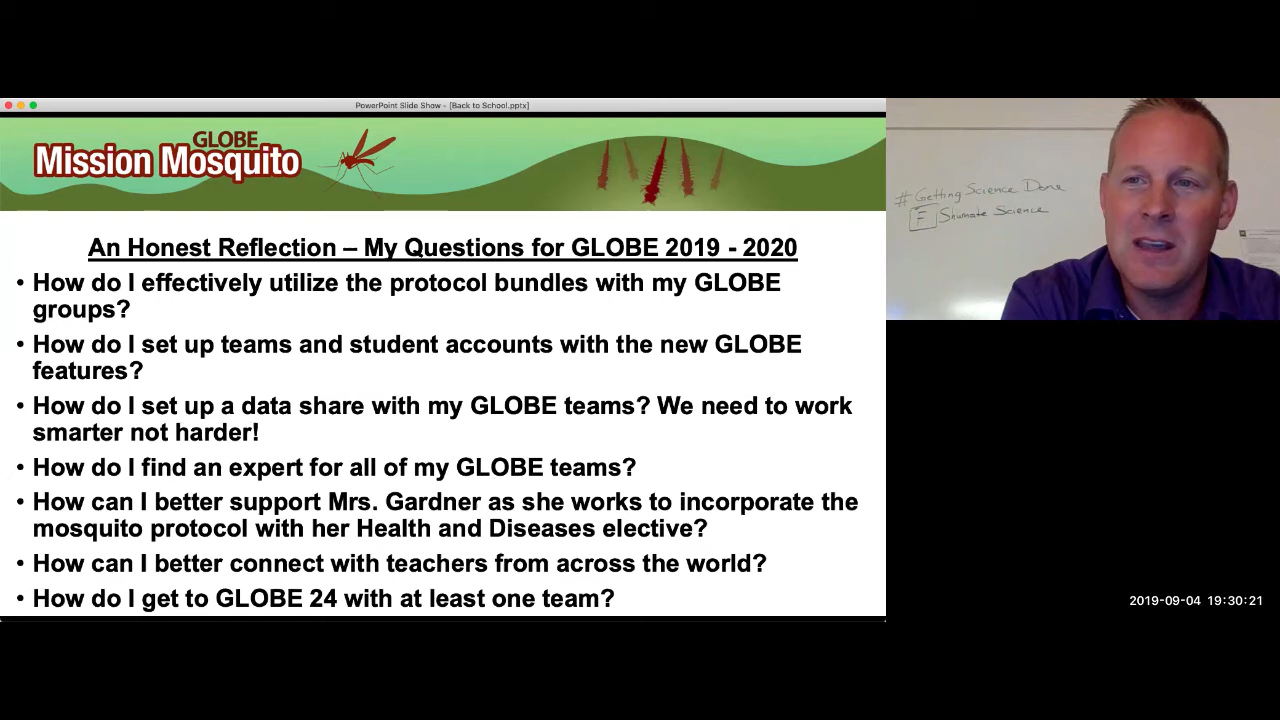 PowerPoint Slide Show - [Back to School.pptx]
GLOBE
Mission Mosquito
An Honest Reflection – My Questions for GLOBE 2019 - 2020
• How do I effectively utilize the protocol bundles with my GLOBE
groups?
• How do I set up teams and student accounts with the new GLOBE
features?
• How do I set up a data share with my GLOBE teams? We need to work
smarter not harder!
• How do I find an expert for all of my GLOBE teams?
• How can I better support Mrs. Gardner as she works to incorporate the
mosquito protocol with her Health and Diseases elective?
• How can I better connect with teachers from across the world?
• How do I get to GLOBE 24 with at least one team?
# Getting Science Done
F Shumate Science
2019-09-04 19:30:21